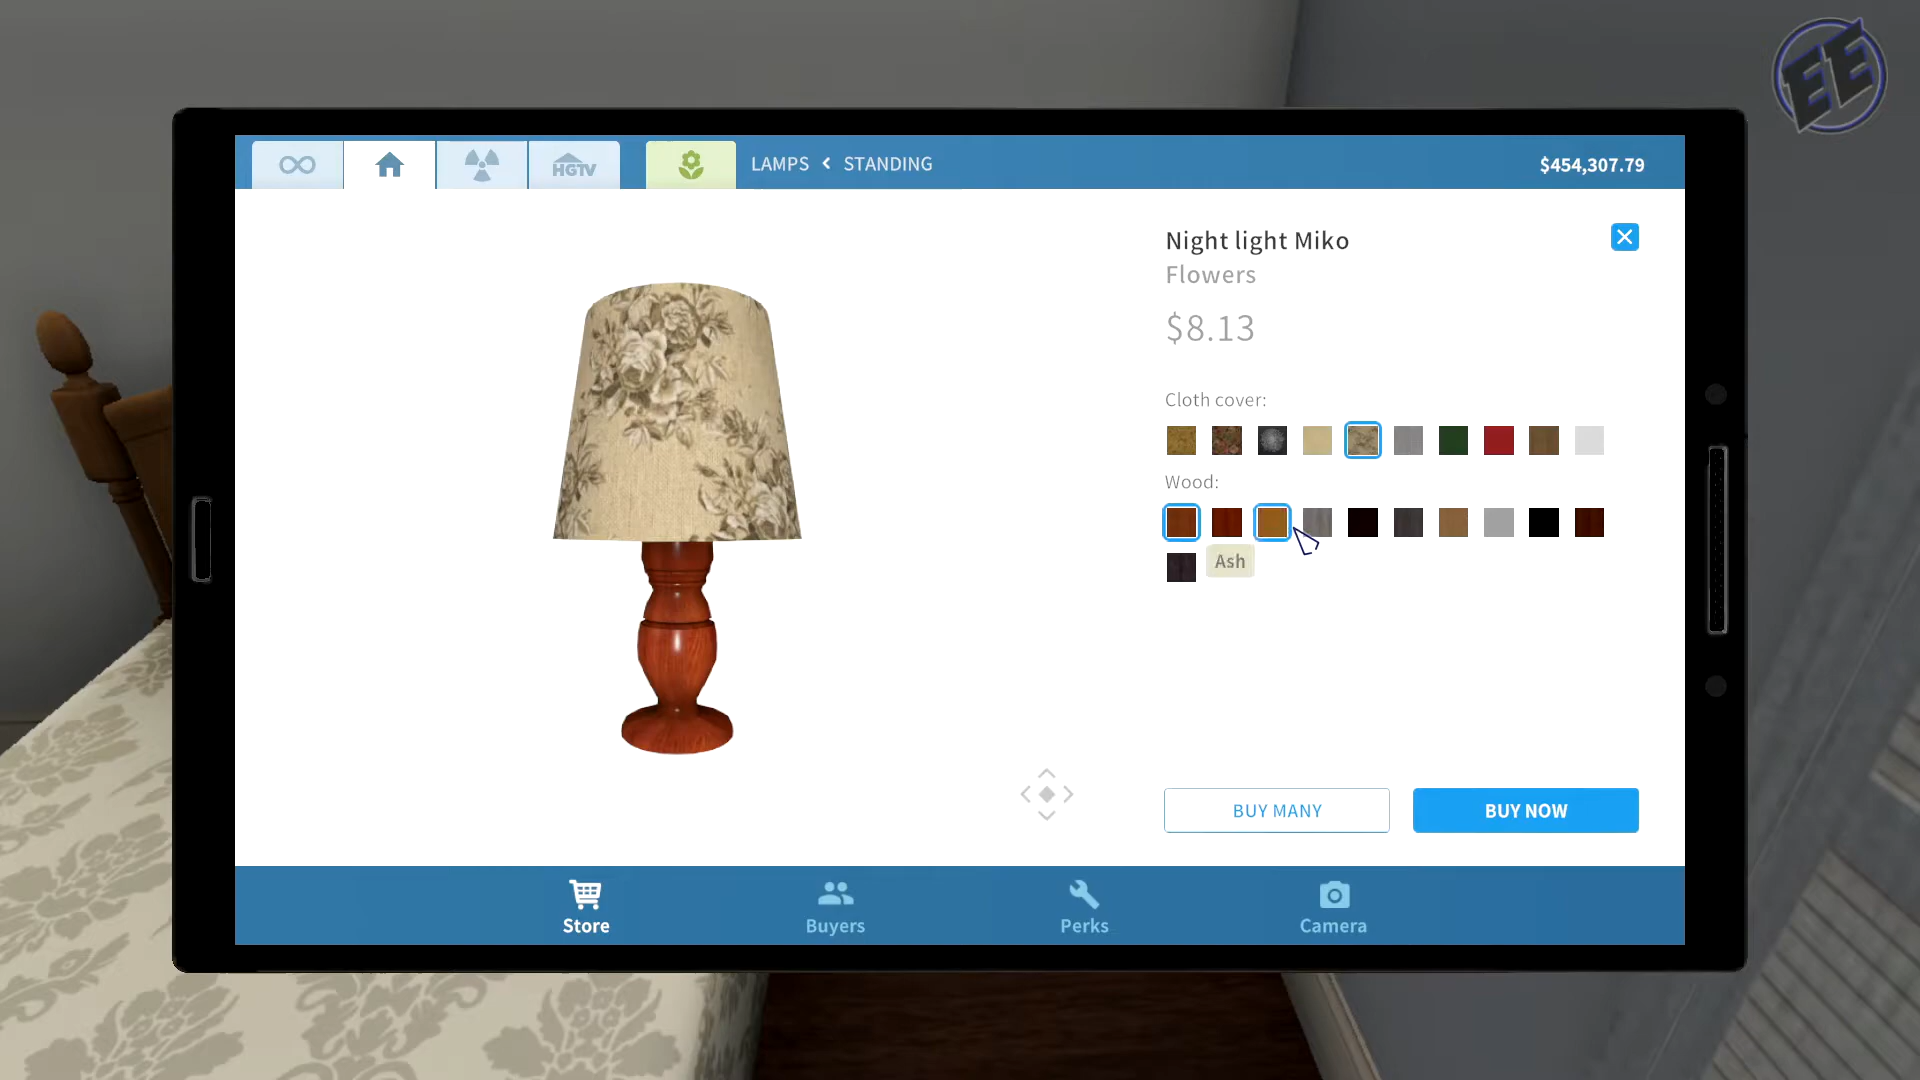 EE
HGTV
LAMPS < STANDING
$454,307.79
Night light Miko
Flowers
$8.13
Cloth cover:
Wood:
Ash
BUY MANY
BUY NOW
Store
Buyers
Perks
Camera